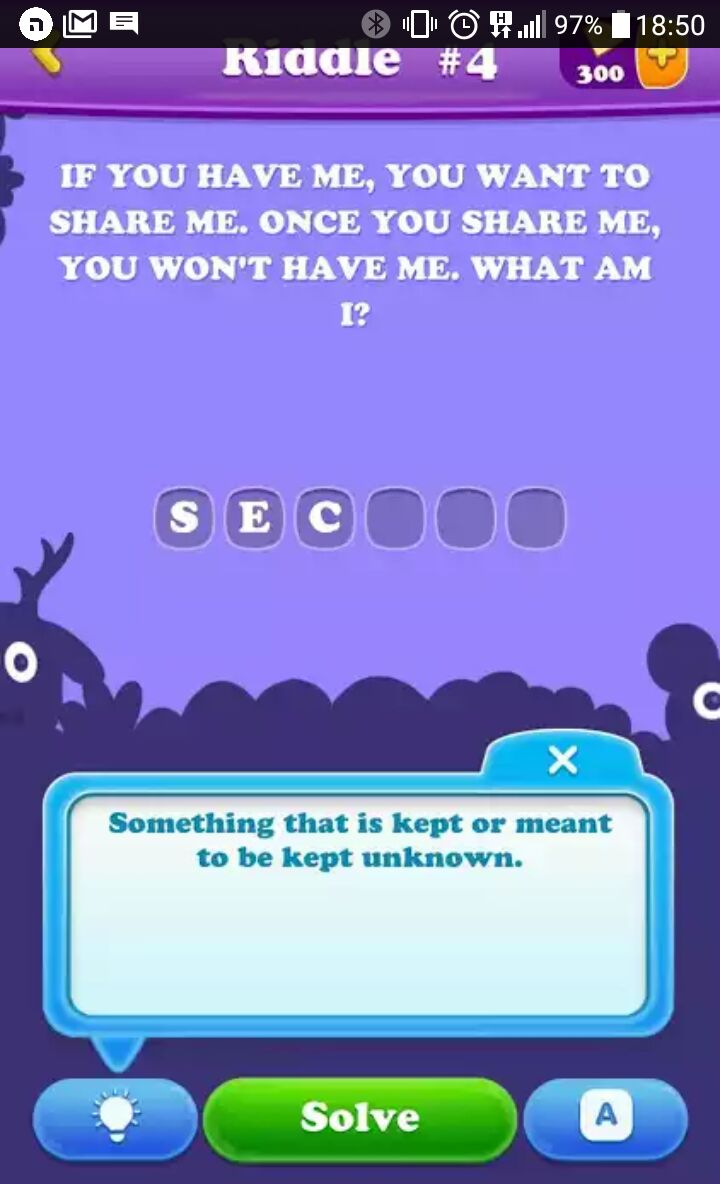 97% 18:50
Riddle #4
300
IF YOU HAVE ME, YOU WANT TO
SHARE ME. ONCE YOU SHARE ME,
YOU WON'T HAVE ME. WHAT AM
I?
S E C
Something that is kept or meant
to be kept unknown.
Solve
A